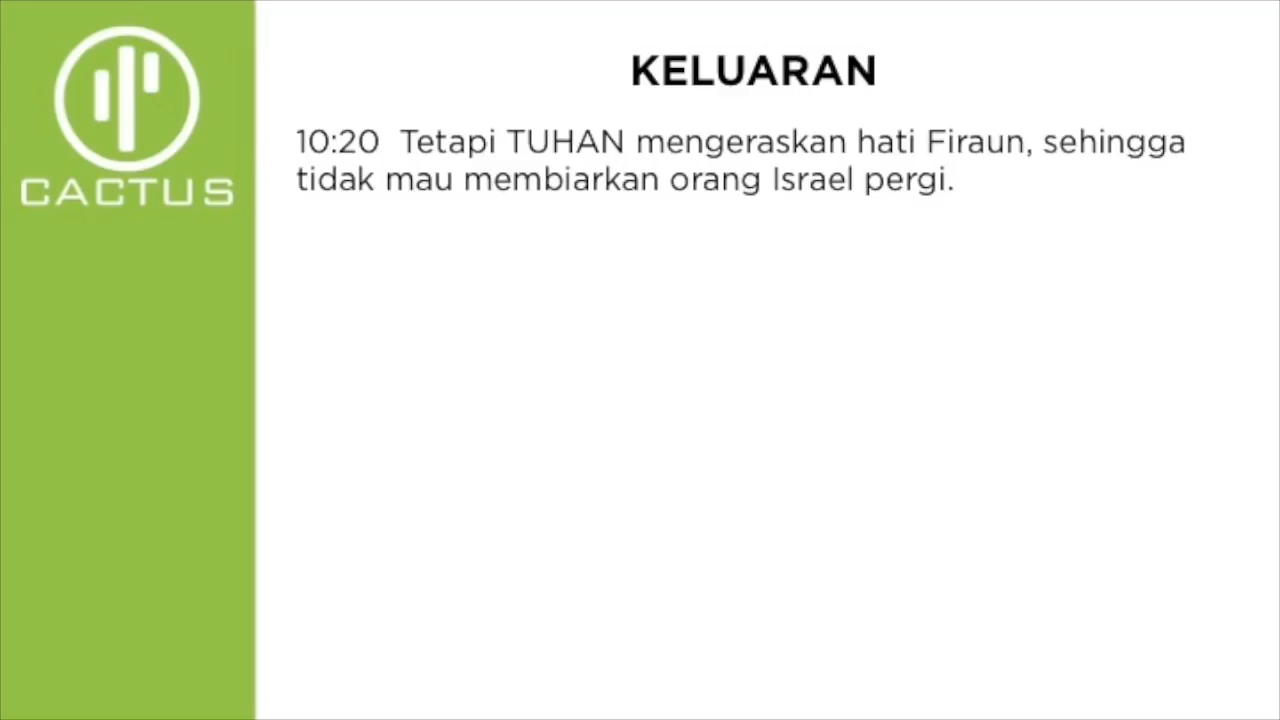 CACTUS
KELUARAN
10:20 Tetapi TUHAN mengeraskan hati Firaun, sehingga
tidak mau membiarkan orang Israel pergi.